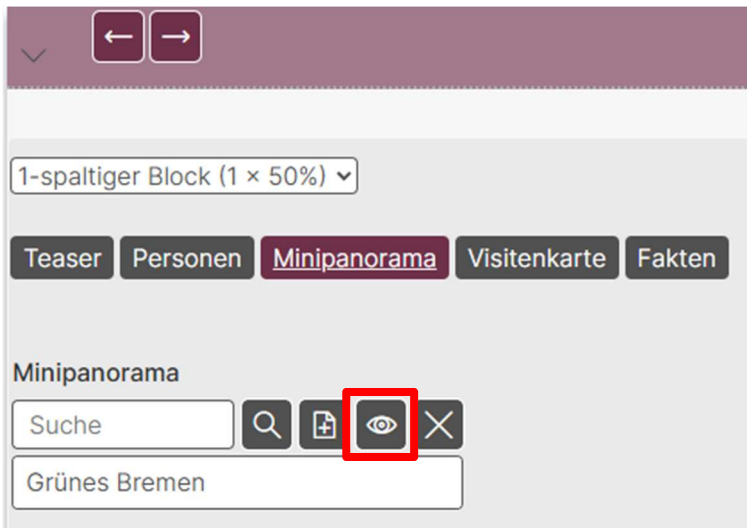 ← →
1-spaltiger Block (1 × 50%)
Teaser Personen Minipanorama Visitenkarte Fakten
Minipanorama
Suche
Grünes Bremen